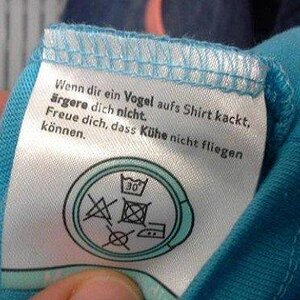 Wenn dir ein Vogel aufs Shirt kackt,
ärgere dich nicht.
Freue dich, dass Kühe nicht fliegen
können.
30°